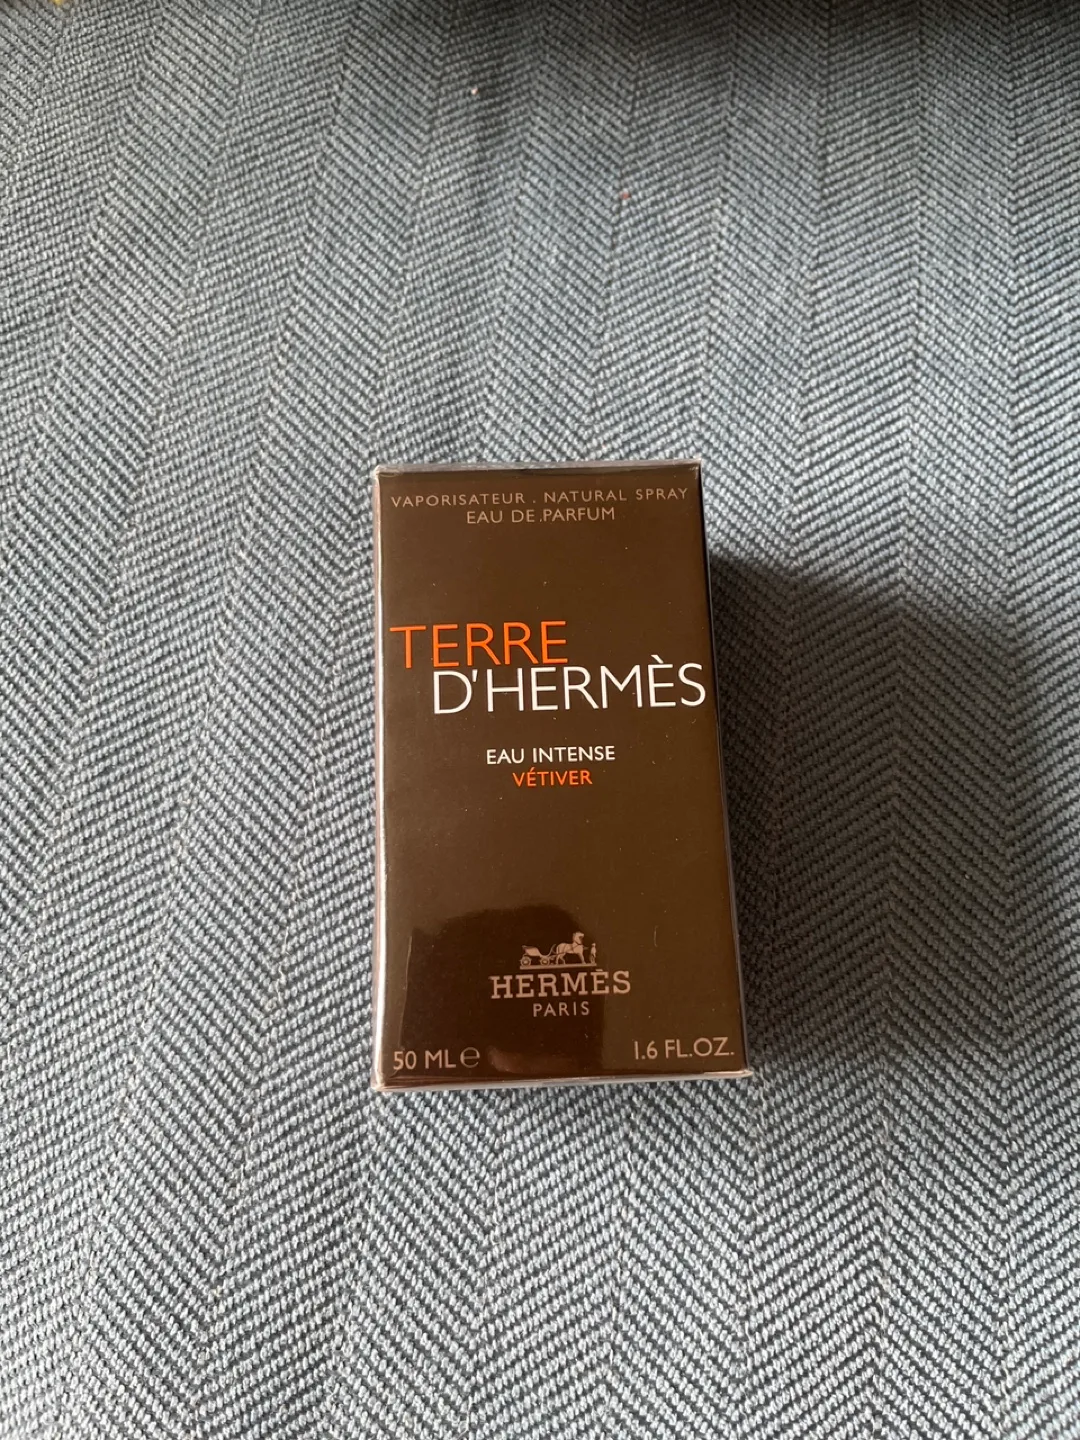 VAPORISATEUR . NATURAL SPRAY
EAU DE PARFUM
TERRE
D'HERMÈS
EAU INTENSE
VÉTIVER
HERMÈS
PARIS
50 ML ℮ 1.6 FL.OZ.